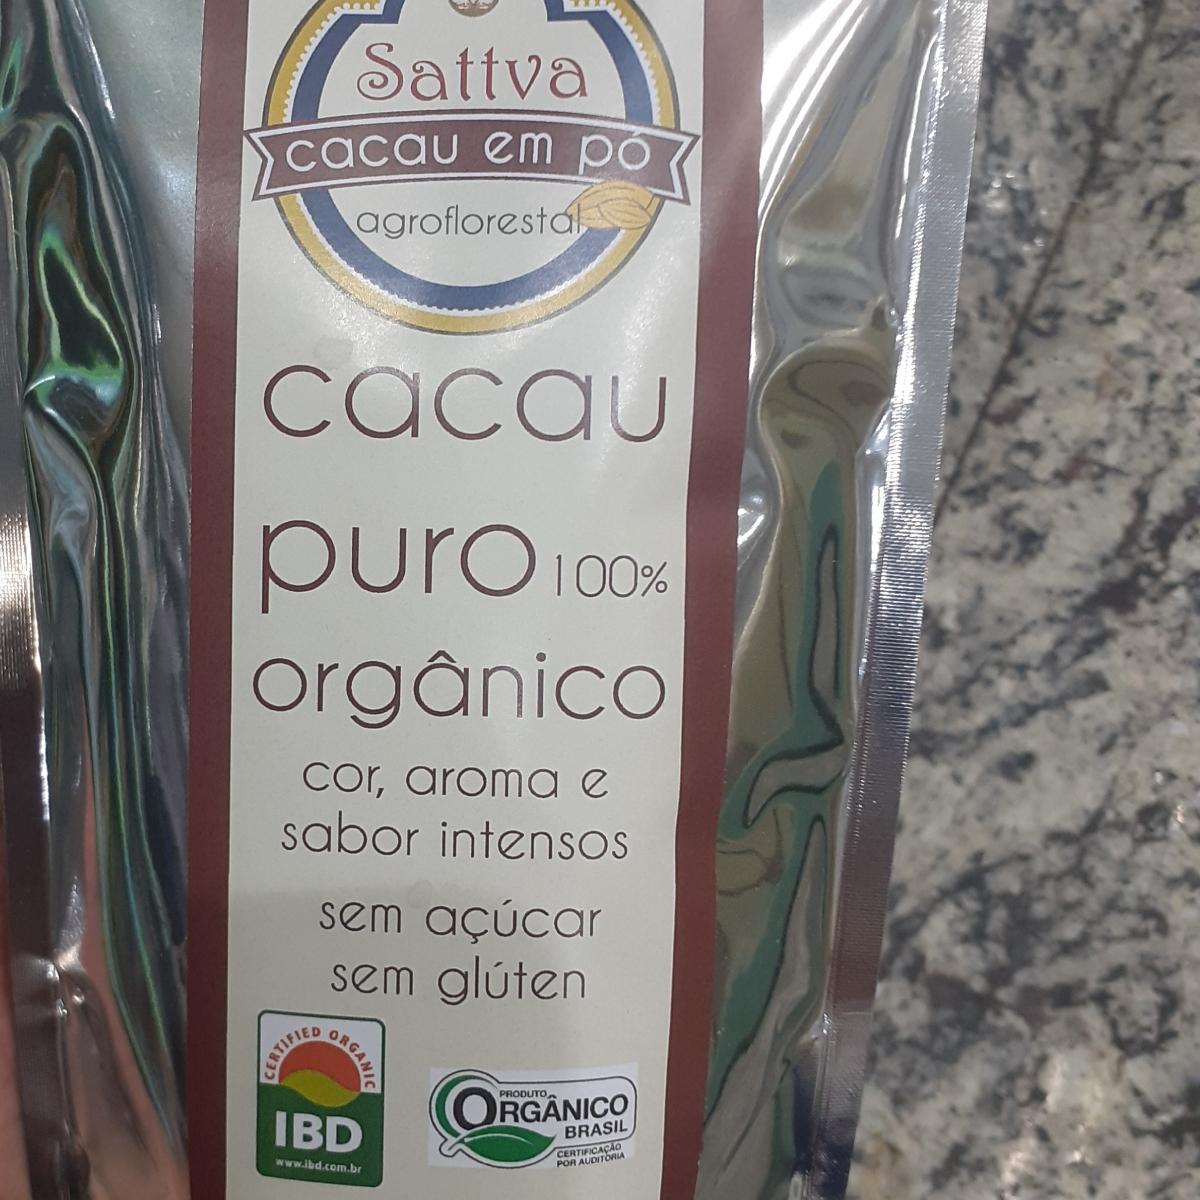 Sattva
cacau em pó
agroflorestal
cacau
puro 100%
orgânico
cor, aroma e
sabor intensos
sem açúcar
sem glúten
CERTIFIED ORGANIC
IBD
www.ibd.com.br
PRODUTO
ORGÂNICO
BRASIL
CERTIFICAÇÃO
POR AUDITORIA